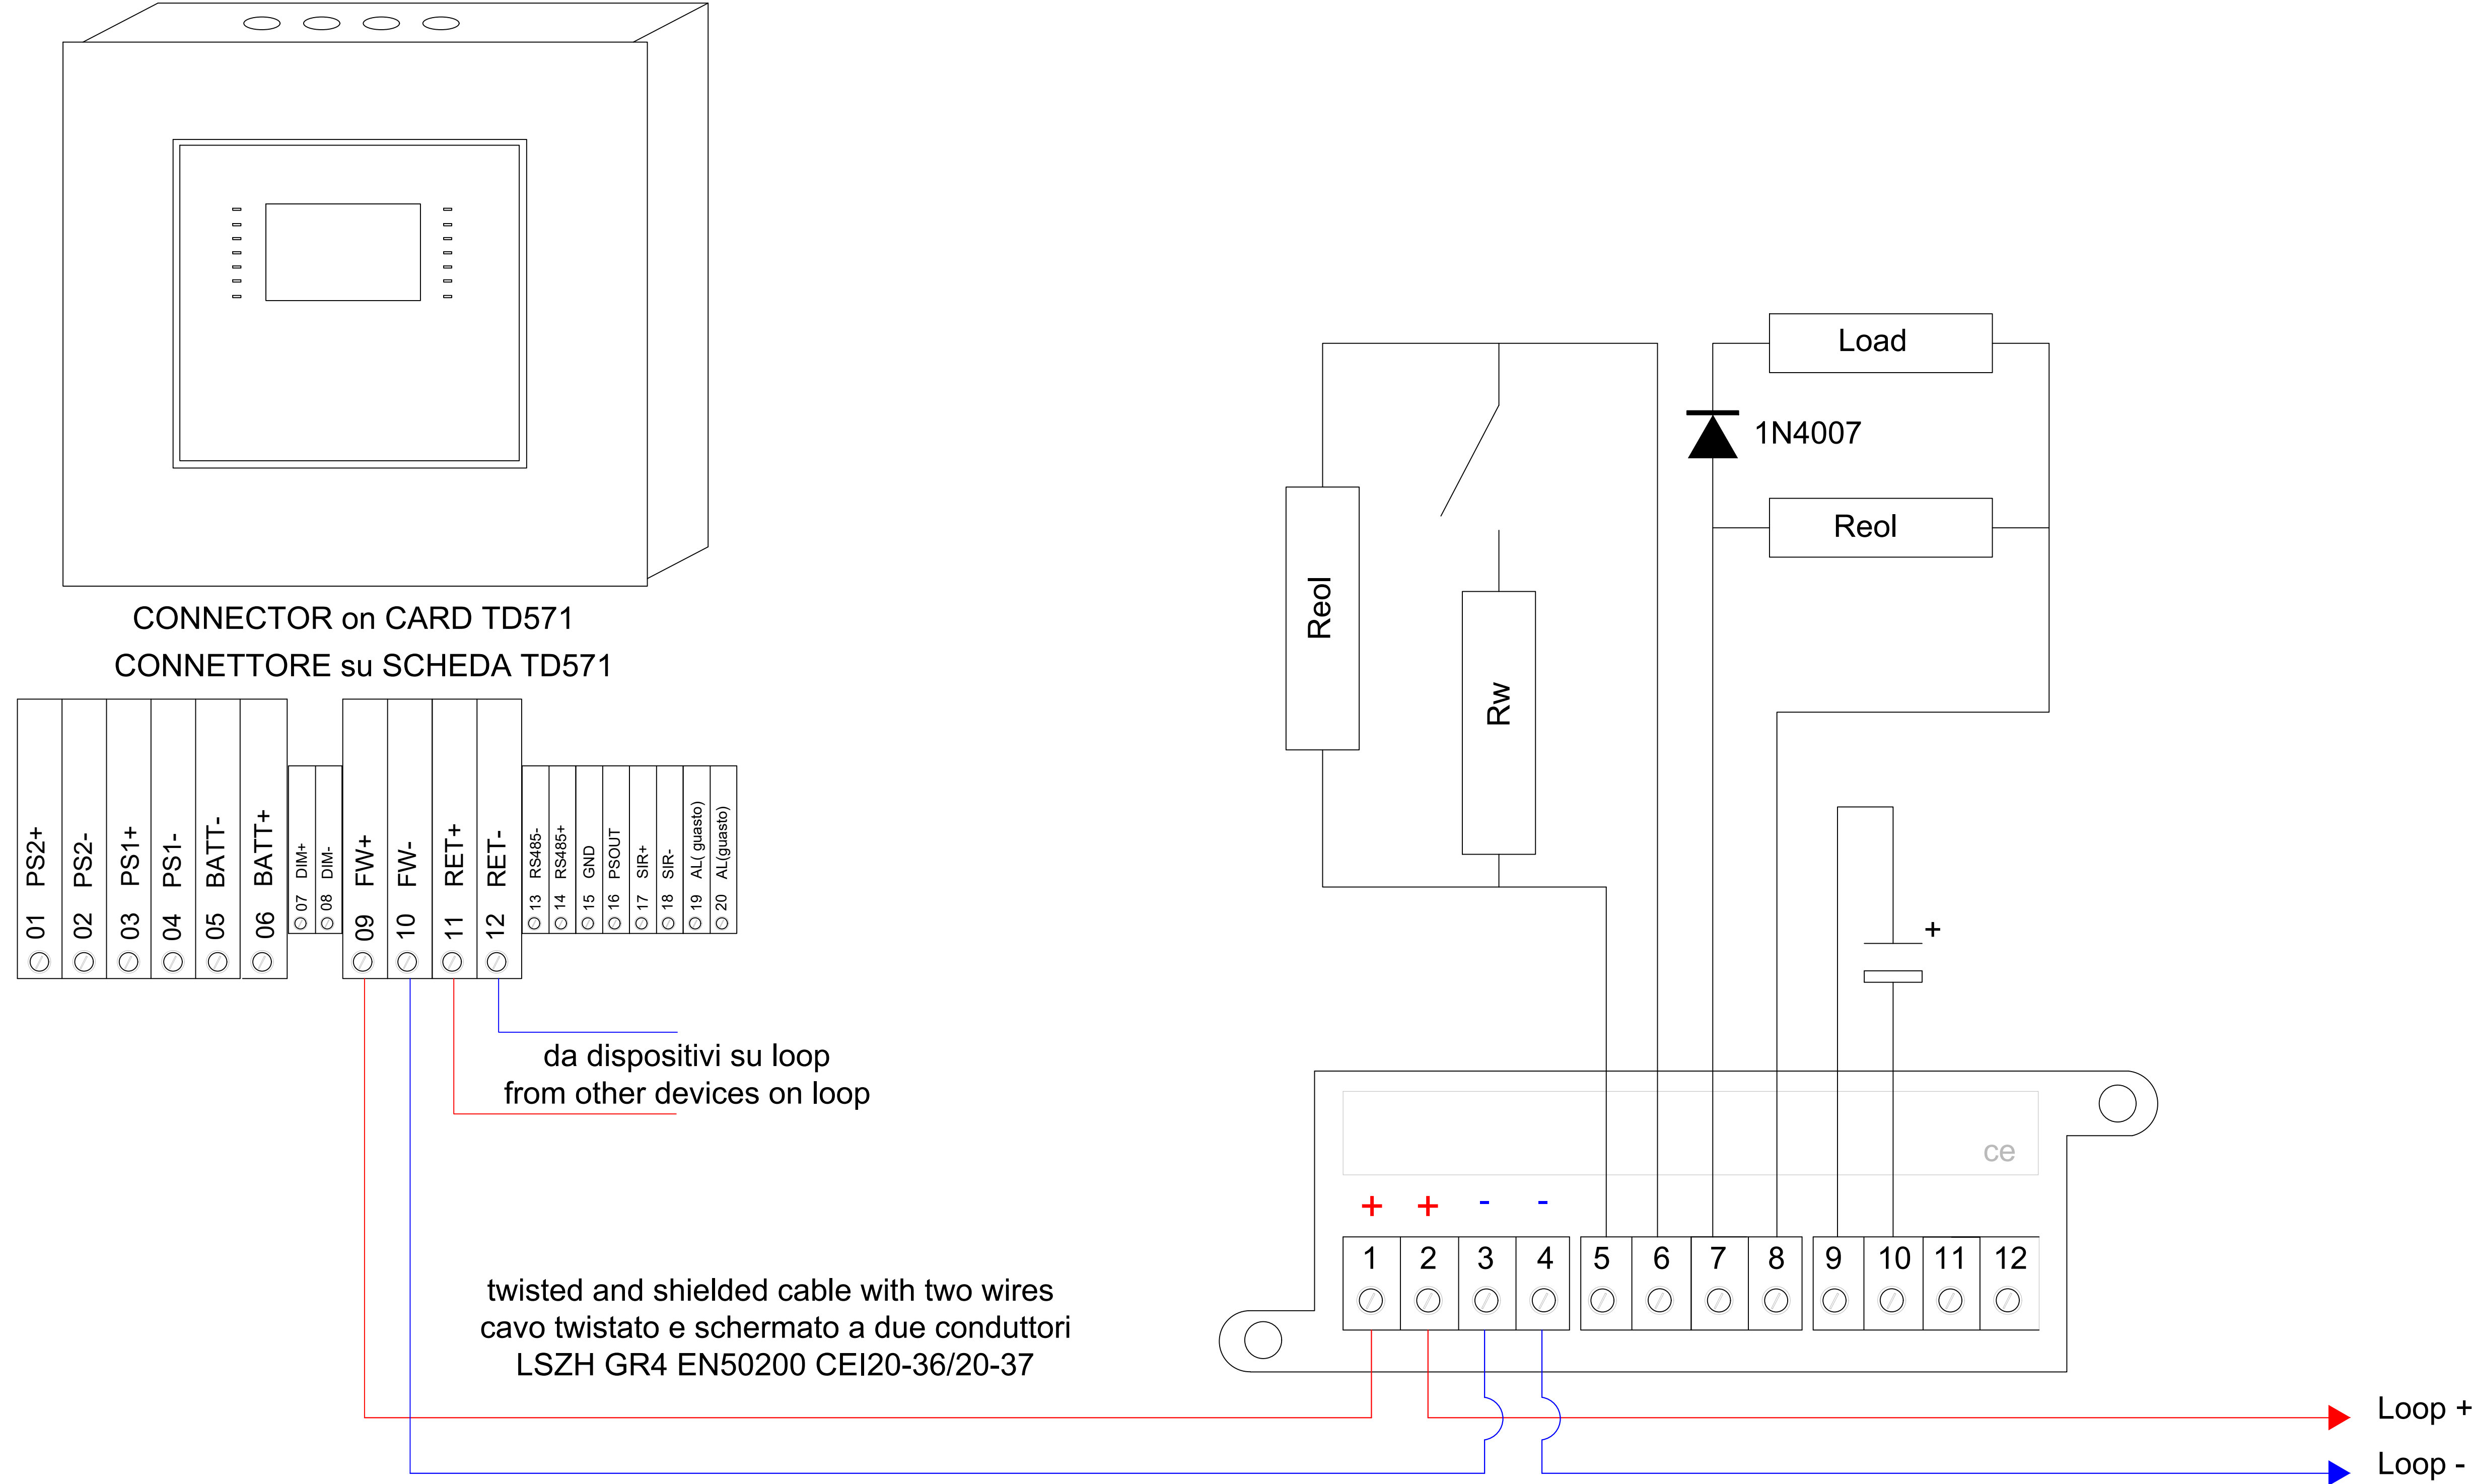 CONNECTOR on CARD TD571
CONNETTORE su SCHEDA TD571
01 PS2+
02 PS2-
03 PS1+
04 PS1-
05 BATT-
06 BATT+
07 DIM+
08 DIM-
09 FW+
10 FW-
11 RET+
12 RET-
13 RS485-
14 RS485+
15 GND
16 PSOUT
17 SIR+
18 SIR-
19 AL( guasto)
20 AL(guasto)
da dispositivi su loop
from other devices on loop
twisted and shielded cable with two wires
cavo twistato e schermato a due conduttori
LSZH GR4 EN50200 CEI20-36/20-37
Load
1N4007
Reol
Reol
Rw
+
ce
+ + - -
1 2 3 4 5 6 7 8 9 10 11 12
Loop +
Loop -